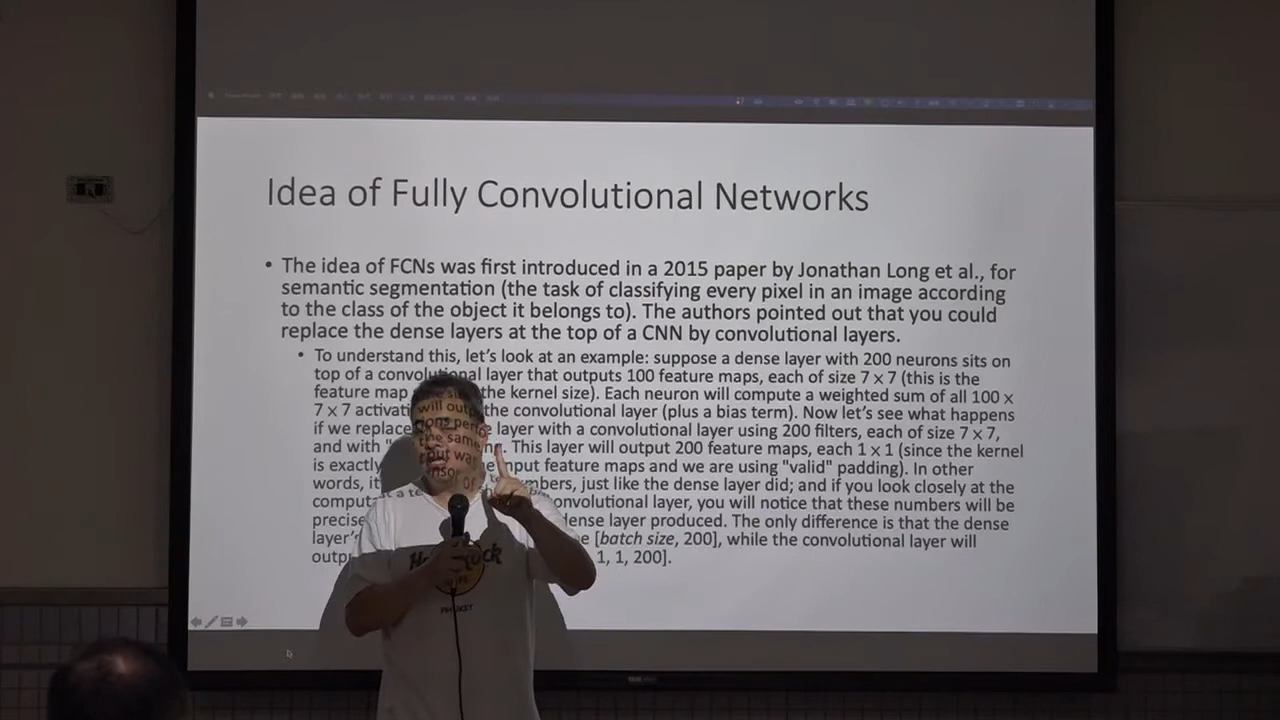 Idea of Fully Convolutional Networks
• The idea of FCNs was first introduced in a 2015 paper by Jonathan Long et al., for
semantic segmentation (the task of classifying every pixel in an image according
to the class of the object it belongs to). The authors pointed out that you could
replace the dense layers at the top of a CNN by convolutional layers.
• To understand this, let's look at an example: suppose a dense layer with 200 neurons sits on
top of a convolutional layer that outputs 100 feature maps, each of size 7 x 7 (this is the
feature map size, the kernel size). Each neuron will compute a weighted sum of all 100 x
7 x 7 the convolutional layer (plus a bias term). Now let's see what happens
if we replace layer with a convolutional layer using 200 filters, each of size 7 x 7,
and with " This layer will output 200 feature maps, each 1 x 1 (since the kernel
is exactly input feature maps and we are using "valid" padding). In other
words, it just like the dense layer did; and if you look closely at the
convolutional layer, you will notice that these numbers will be
dense layer produced. The only difference is that the dense
layer's [batch size, 200], while the convolutional layer will
1, 1, 200].
Hard Rock